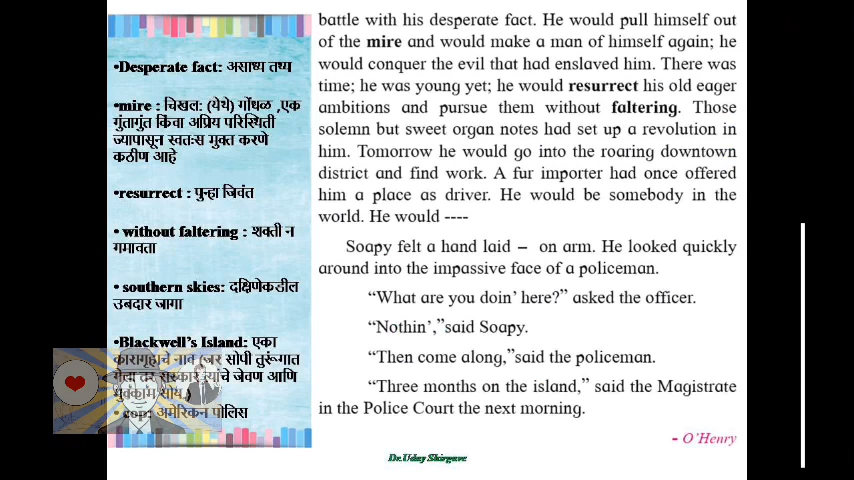 •Desperate fact: असाध्य तथ्य
•mire : चिखल: (येथे) गोंधळ ,एक
गुंतागुंत किंवा अप्रिय परिस्थिती
ज्यापासून स्वतःस मुक्त करणे
कठीण आहे
•resurrect : पुन्हा जिवंत
• without faltering : शक्ती न
गमावता
• southern skies: दक्षिणेकडील
उबदार जागा
•Blackwell's Island: एका
कारागृहाचे नाव (जर सोपी तुरूंगात
गेला तर सरकार त्याचे जेवण आणि
मुक्काम सोय.)
• cop: अमेरिकन पोलिस
battle with his desperate fact. He would pull himself out
of the mire and would make a man of himself again; he
would conquer the evil that had enslaved him. There was
time; he was young yet; he would resurrect his old eager
ambitions and pursue them without faltering. Those
solemn but sweet organ notes had set up a revolution in
him. Tomorrow he would go into the roaring downtown
district and find work. A fur importer had once offered
him a place as driver. He would be somebody in the
world. He would ----
Soapy felt a hand laid – on arm. He looked quickly
around into the impassive face of a policeman.
“What are you doin’ here?” asked the officer.
“Nothin’,”said Soapy.
“Then come along,”said the policeman.
“Three months on the island,” said the Magistrate
in the Police Court the next morning.
- O’Henry
Dr.Uday Shirgave